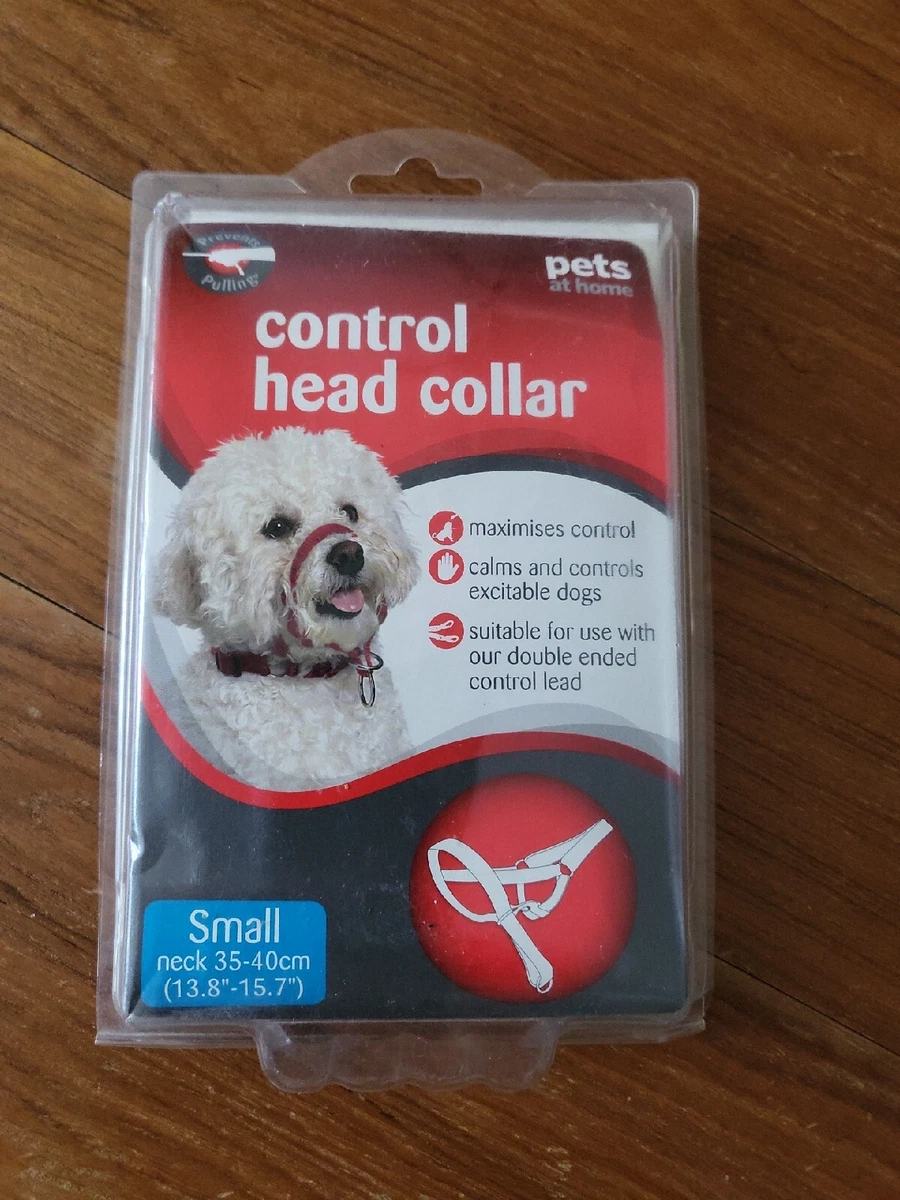 Prevents
Pulling
pets
at home
control
head collar
maximises control
calms and controls
excitable dogs
suitable for use with
our double ended
control lead
Small
neck 35-40cm
(13.8"-15.7")